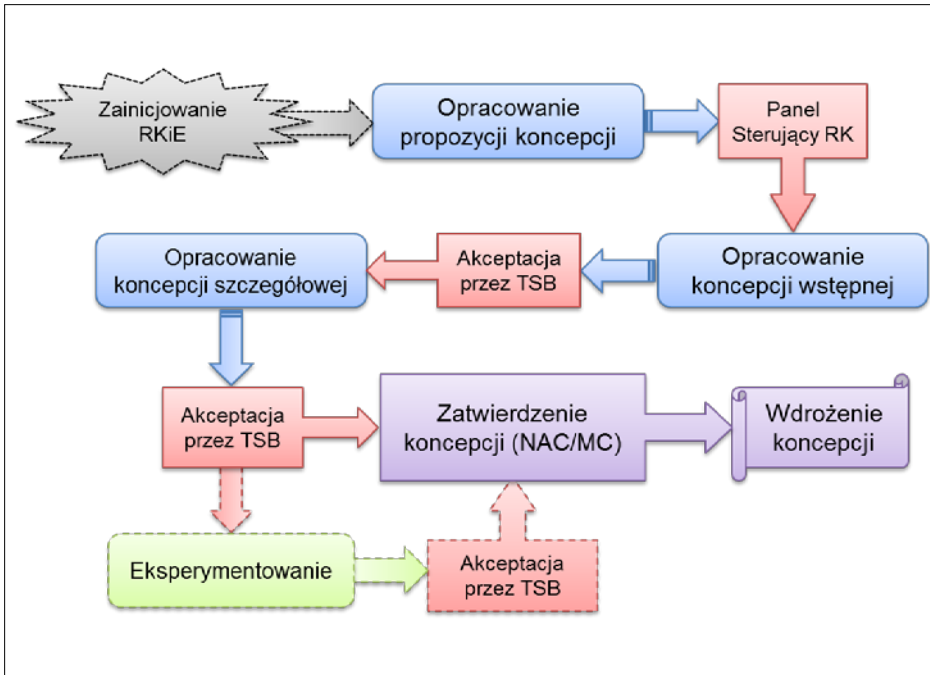 Zainicjowanie
RKiE
Opracowanie
propozycji koncepcji
Panel
Sterujący RK
Opracowanie
koncepcji szczegółowej
Akceptacja
przez TSB
Opracowanie
koncepcji wstępnej
Akceptacja
przez TSB
Zatwierdzenie
koncepcji (NAC/MC)
Wdrożenie
koncepcji
Eksperymentowanie
Akceptacja
przez TSB